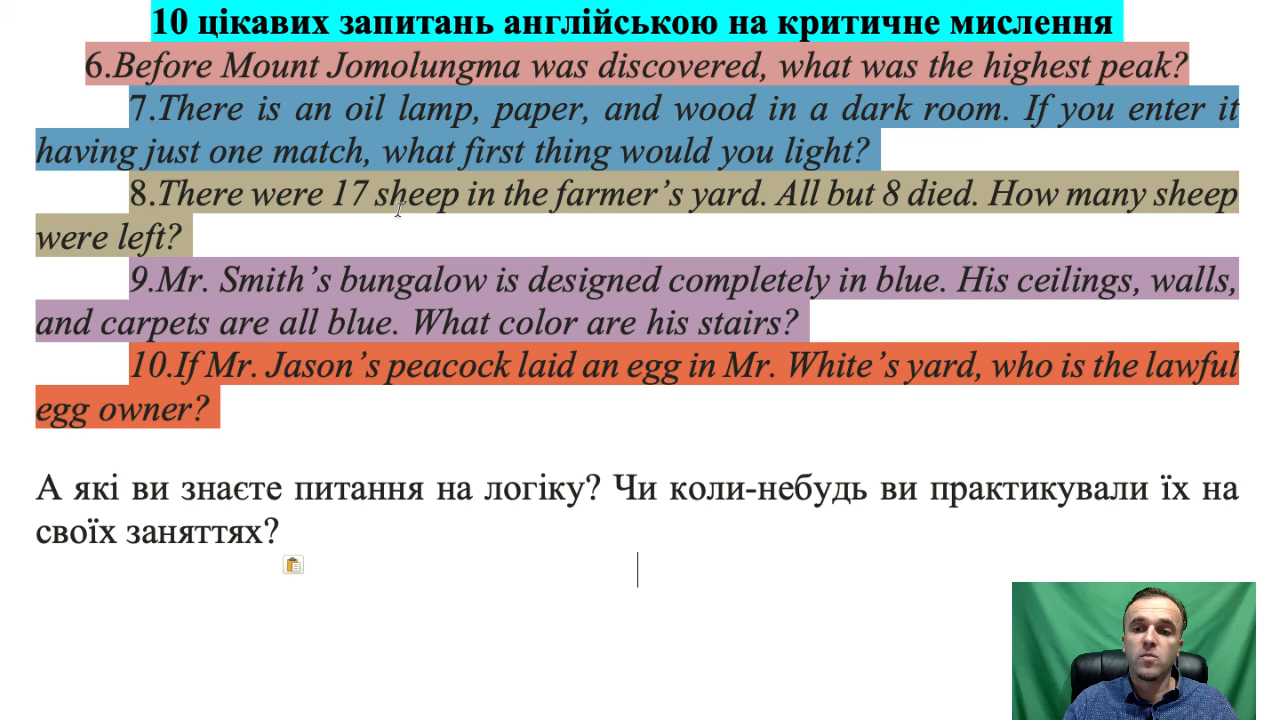 10 цікавих запитань англійською на критичне мислення
6.Before Mount Jomolungma was discovered, what was the highest peak?
7.There is an oil lamp, paper, and wood in a dark room. If you enter it
having just one match, what first thing would you light?
8.There were 17 sheep in the farmer’s yard. All but 8 died. How many sheep
were left?
9.Mr. Smith’s bungalow is designed completely in blue. His ceilings, walls,
and carpets are all blue. What color are his stairs?
10.If Mr. Jason’s peacock laid an egg in Mr. White’s yard, who is the lawful
egg owner?
А які ви знаєте питання на логіку? Чи коли-небудь ви практикували їх на
своїх заняттях?